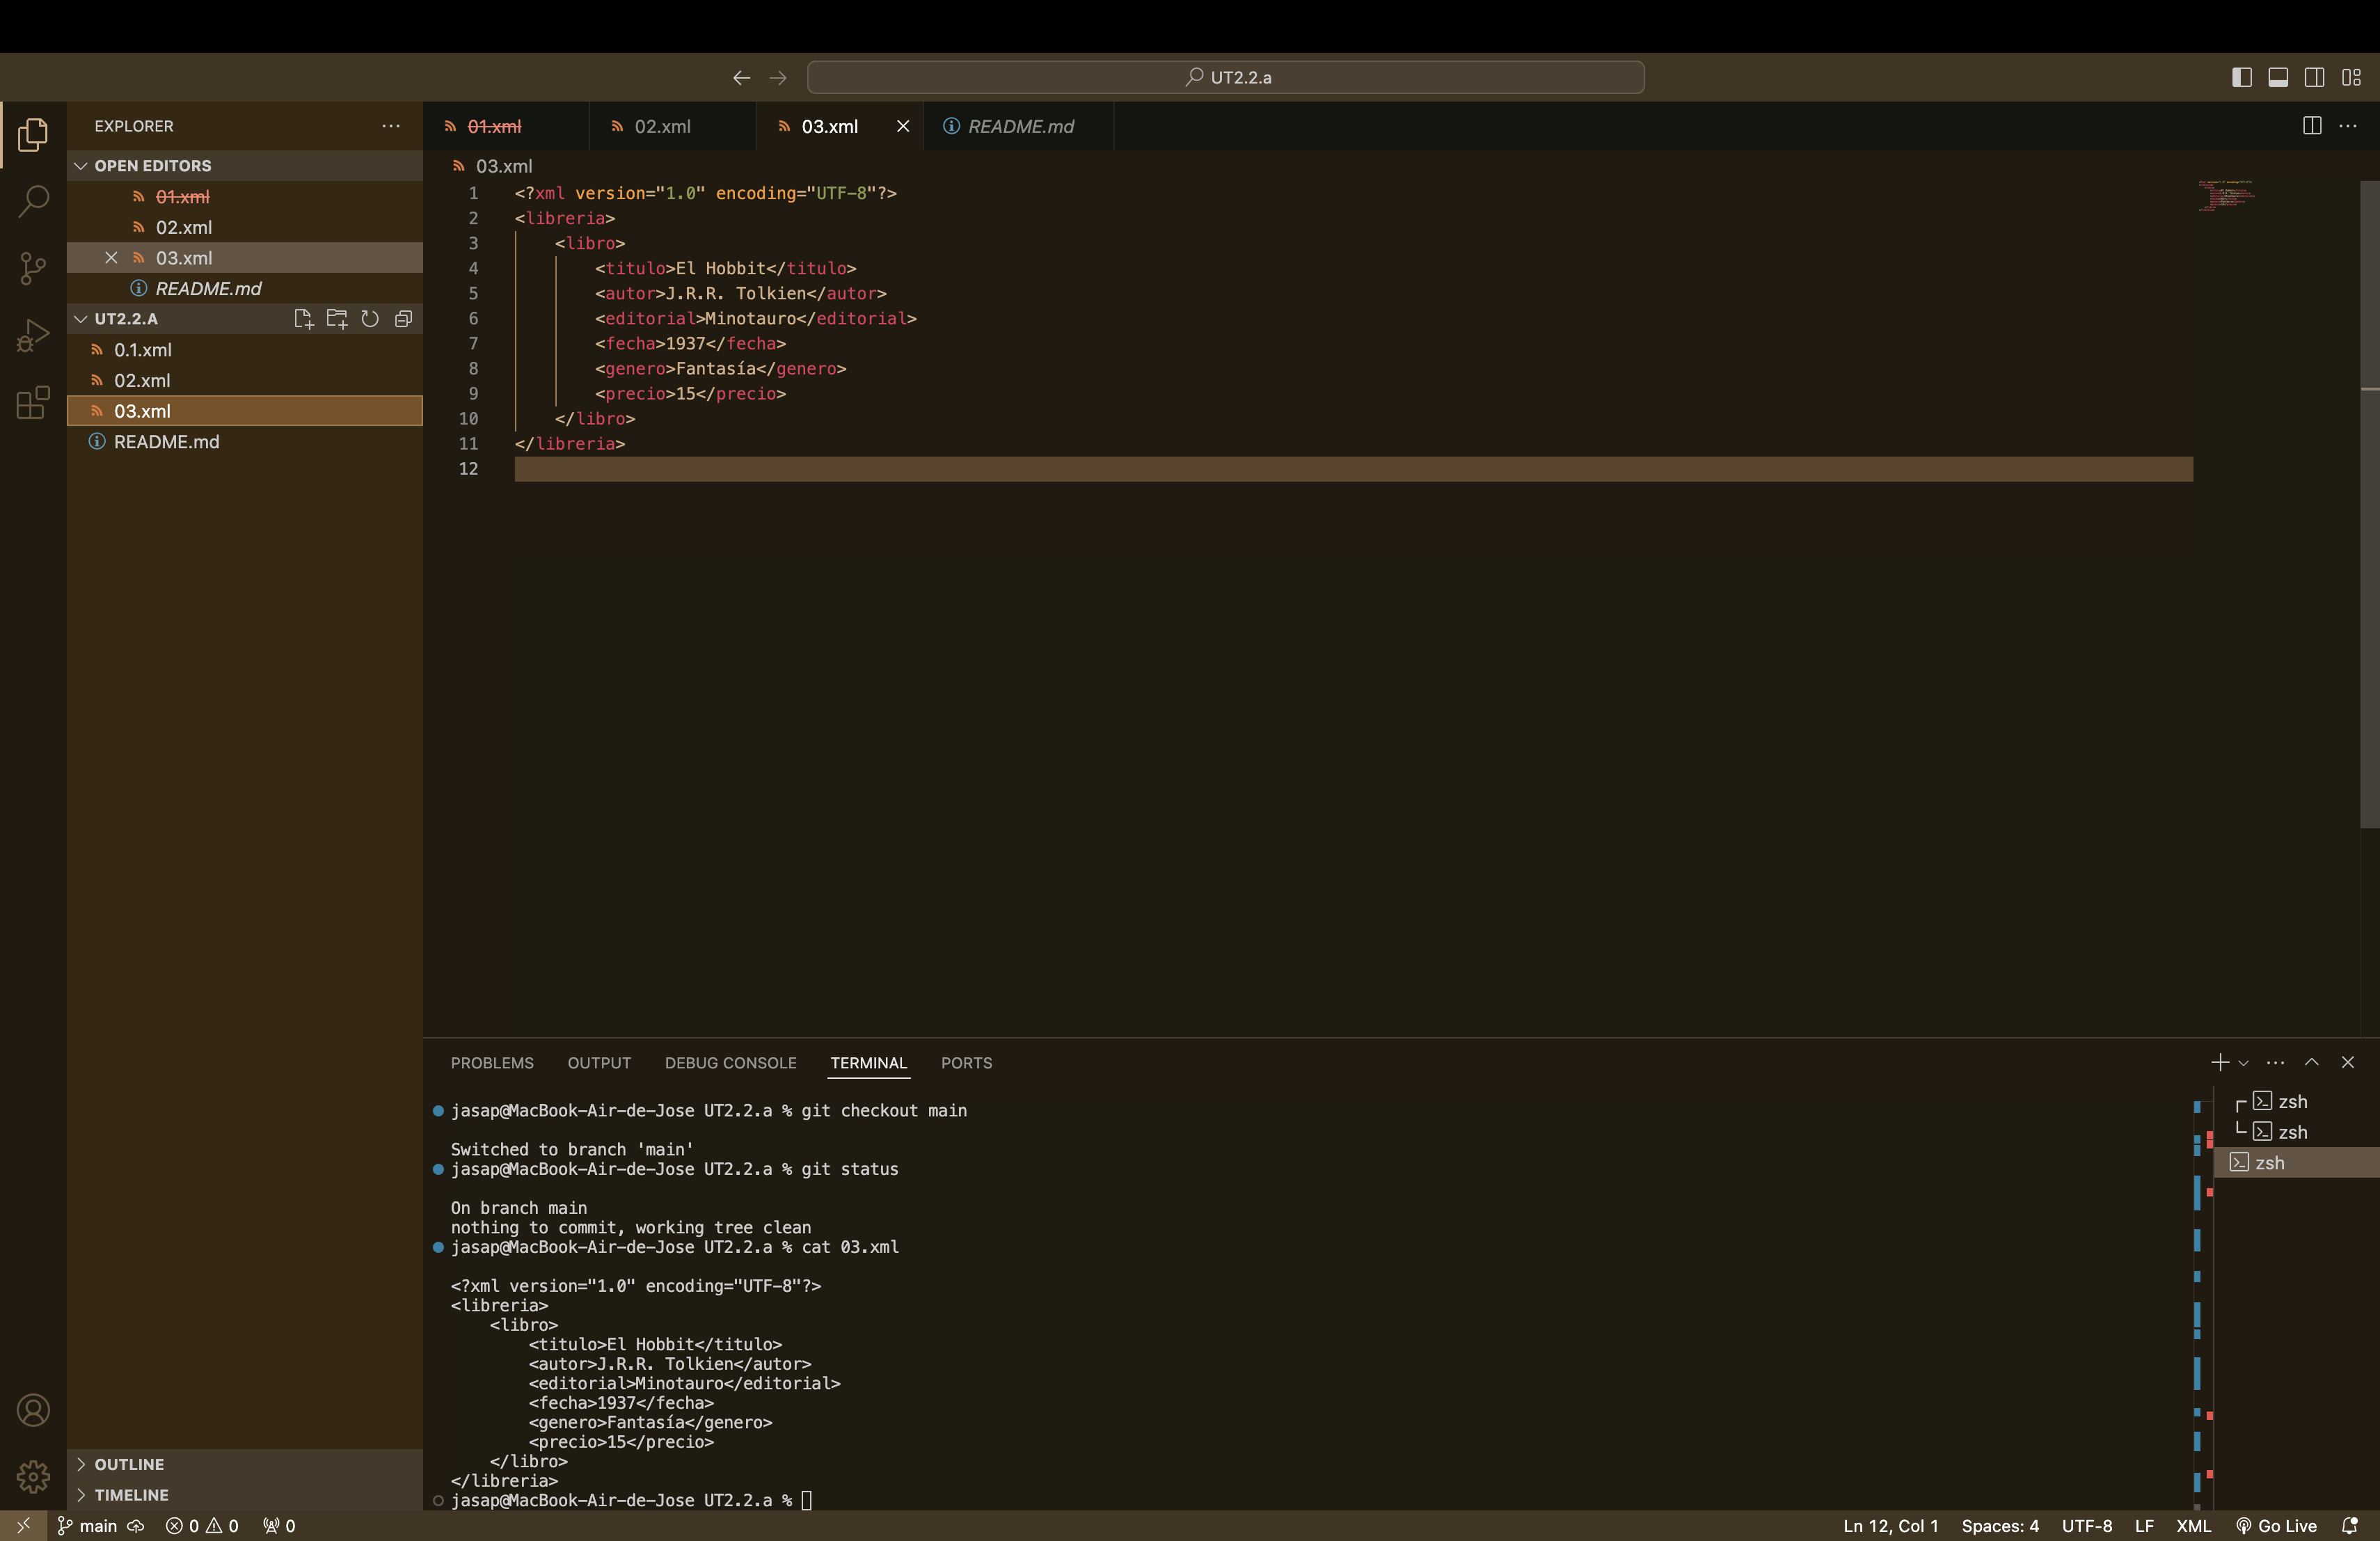 UT2.2.a
EXPLORER
OPEN EDITORS
01.xml
02.xml
03.xml
README.md
UT2.2.A
0.1.xml
02.xml
03.xml
README.md
OUTLINE
TIMELINE
01.xml
02.xml
03.xml
README.md
03.xml
1 <?xml version="1.0" encoding="UTF-8"?>
2 <libreria>
3 <libro>
4 <titulo>El Hobbit</titulo>
5 <autor>J.R.R. Tolkien</autor>
6 <editorial>Minotauro</editorial>
7 <fecha>1937</fecha>
8 <genero>Fantasía</genero>
9 <precio>15</precio>
10 </libro>
11 </libreria>
12
PROBLEMS OUTPUT DEBUG CONSOLE TERMINAL PORTS
jasap@MacBook-Air-de-Jose UT2.2.a % git checkout main
Switched to branch 'main'
jasap@MacBook-Air-de-Jose UT2.2.a % git status
On branch main
nothing to commit, working tree clean
jasap@MacBook-Air-de-Jose UT2.2.a % cat 03.xml
<?xml version="1.0" encoding="UTF-8"?>
<libreria>
<libro>
<titulo>El Hobbit</titulo>
<autor>J.R.R. Tolkien</autor>
<editorial>Minotauro</editorial>
<fecha>1937</fecha>
<genero>Fantasía</genero>
<precio>15</precio>
</libro>
</libreria>
jasap@MacBook-Air-de-Jose UT2.2.a %
zsh
zsh
zsh
main 0 0 0 Ln 12, Col 1 Spaces: 4 UTF-8 LF XML Go Live